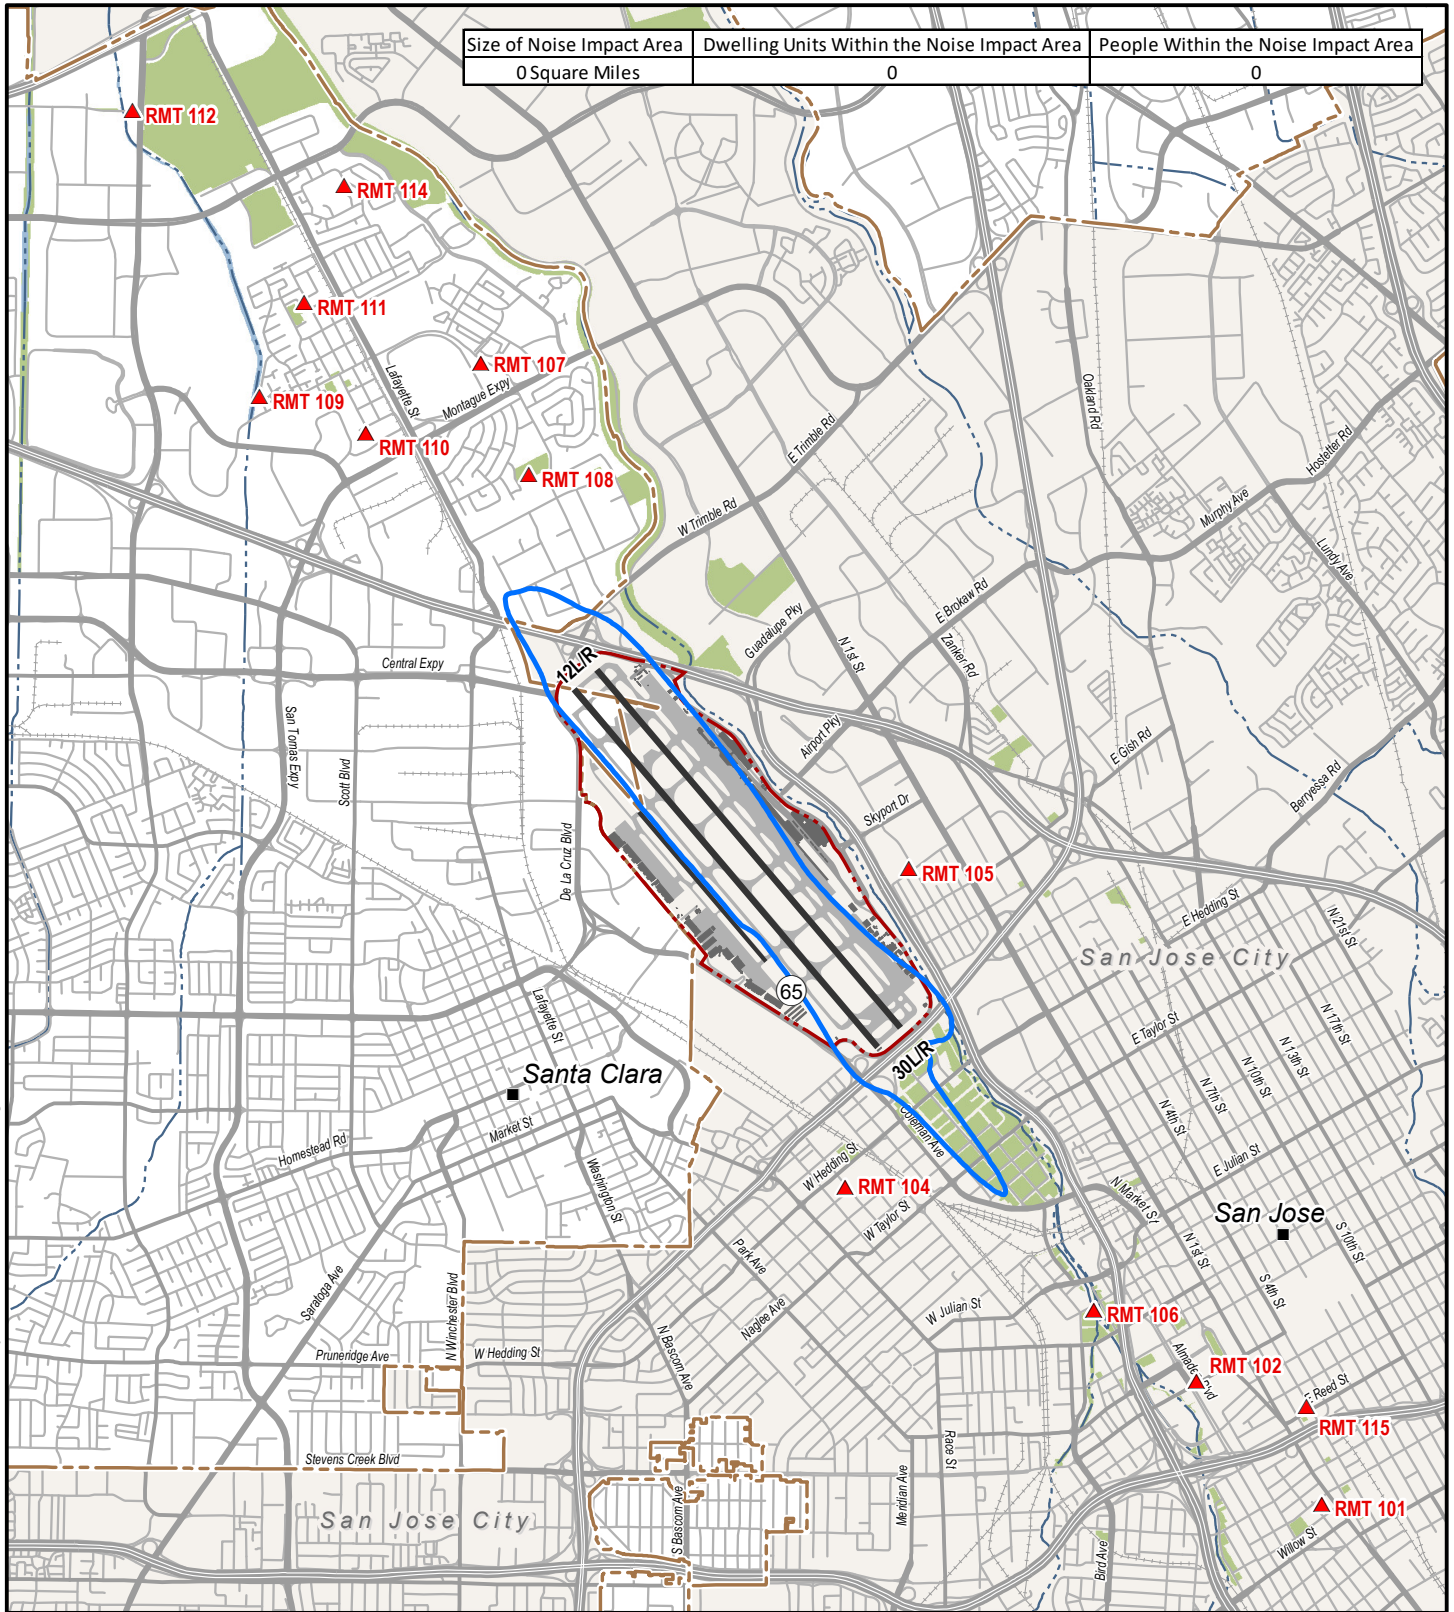 Size of Noise Impact Area Dwelling Units Within the Noise Impact Area People Within the Noise Impact Area
0 Square Miles 0 0
RMT 112
RMT 114
RMT 111
RMT 107
Lafayette St
Montague Expy
RMT 109
RMT 110
RMT 108
Oakland Rd
E Trimble Rd
Hostetter Rd
W Trimble Rd
Murphy Ave
Lundy Ave
E Brokaw Rd
Guadalupe Pky
N 1st St
Zanker Rd
Central Expy
12L/R
San Tomas Expy
Scott Blvd
Airport Pky
E Gish Rd
Berryessa Rd
Skyport Dr
De La Cruz Blvd
RMT 105
E Hedding St
N 21st St
San Jose City
65
Lafayette St
N 17th St
E Taylor St
N 13th St
N 10th St
30L/R
Santa Clara
N 7th St
N 4th St
Market St
Coleman Ave
Homestead Rd
W Hedding St
E Julian St
Washington St
RMT 104
N Market St
W Taylor St
San Jose
Park Ave
N 1st St
S 10th St
Saratoga Ave
N Winchester Blvd
S 4th St
Naglee Ave
W Julian St
RMT 106
Pruneridge Ave
W Hedding St
N Bascom Ave
Almaden Blvd
RMT 102
E Reed St
RMT 115
Stevens Creek Blvd
Race St
Meridian Ave
San Jose City
S Bascom Ave
RMT 101
Willow St
Bird Ave